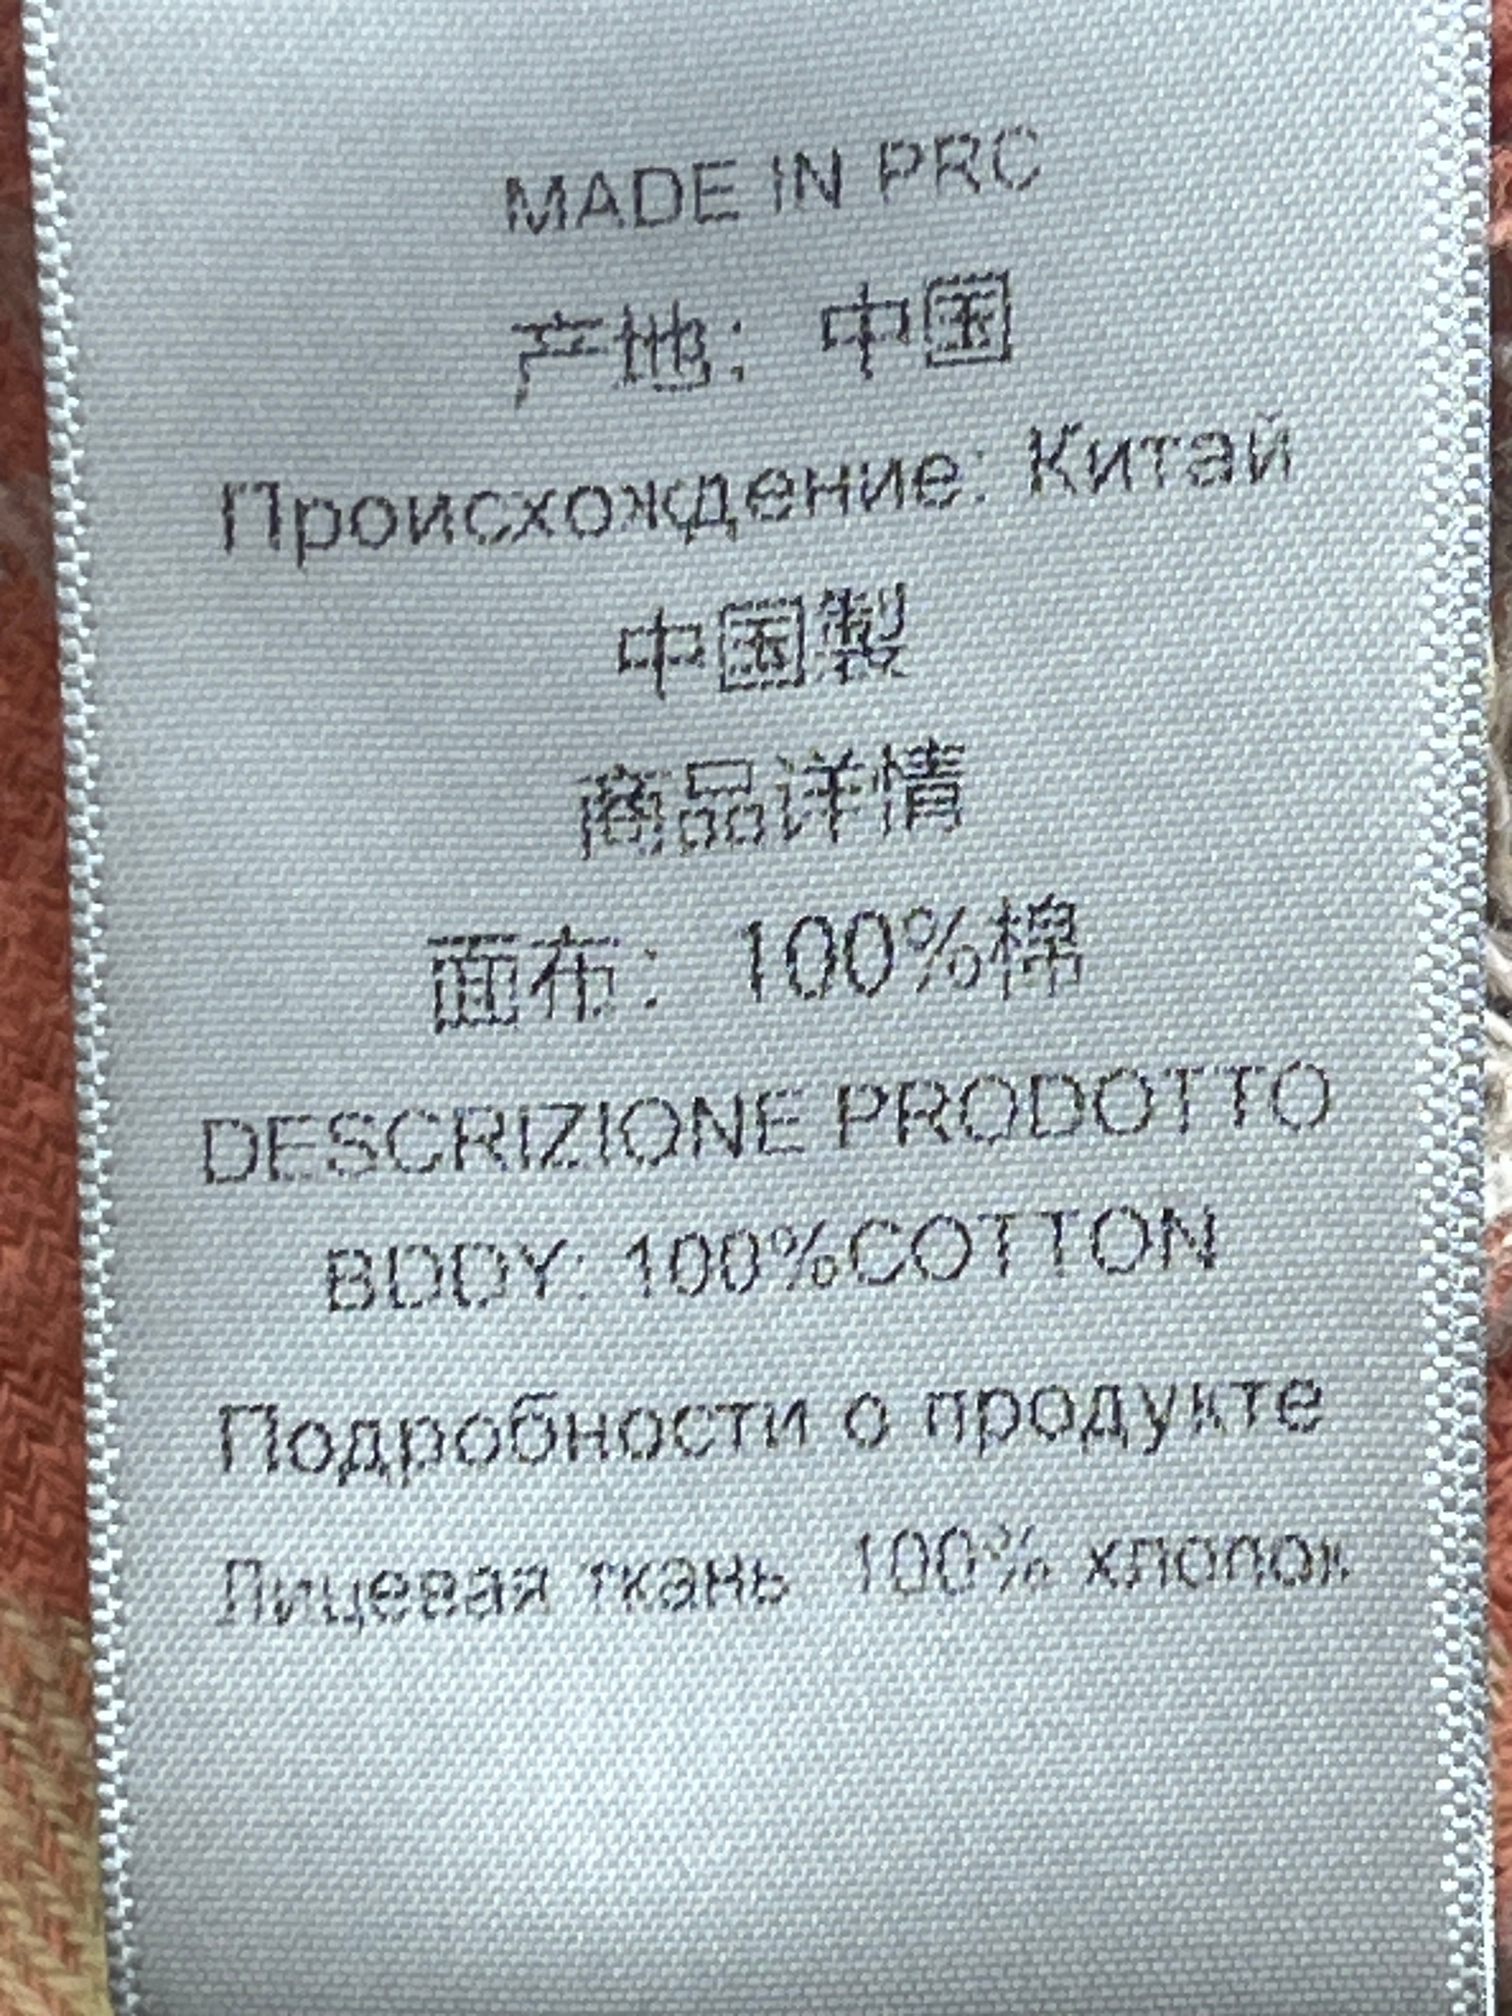 MADE IN PRC
产地: 中国
Происхождение: Китай
中国製
商品详情
面布: 100%棉
DESCRIZIONE PRODOTTO
BODY: 100%COTTON
Подробности о продукте
Лицевая ткань 100% хлопок